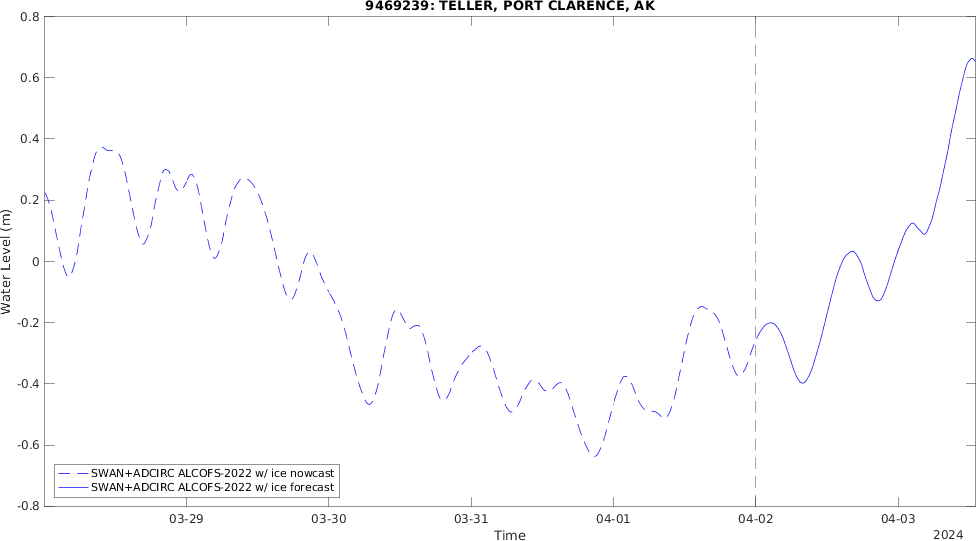 9469239: TELLER, PORT CLARENCE, AK
0.8
0.6
0.4
0.2
0
-0.2
-0.4
-0.6
-0.8
Water Level (m)
SWAN+ADCIRC ALCOFS-2022 w/ ice nowcast
SWAN+ADCIRC ALCOFS-2022 w/ ice forecast
03-29 03-30 03-31 04-01 04-02 04-03
Time
2024